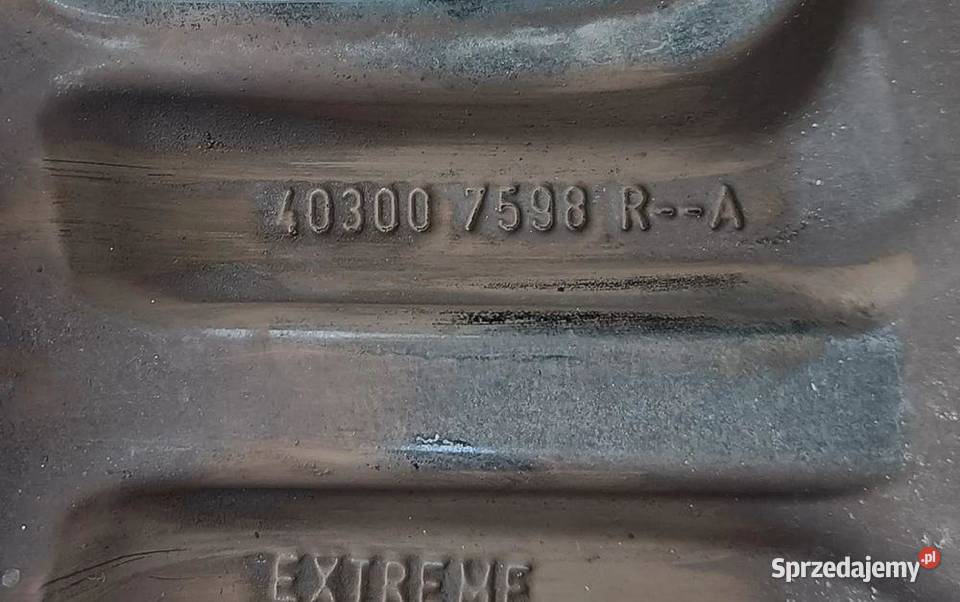 40300 7598 R--A
EXTREME
Sprzedajemy.pl